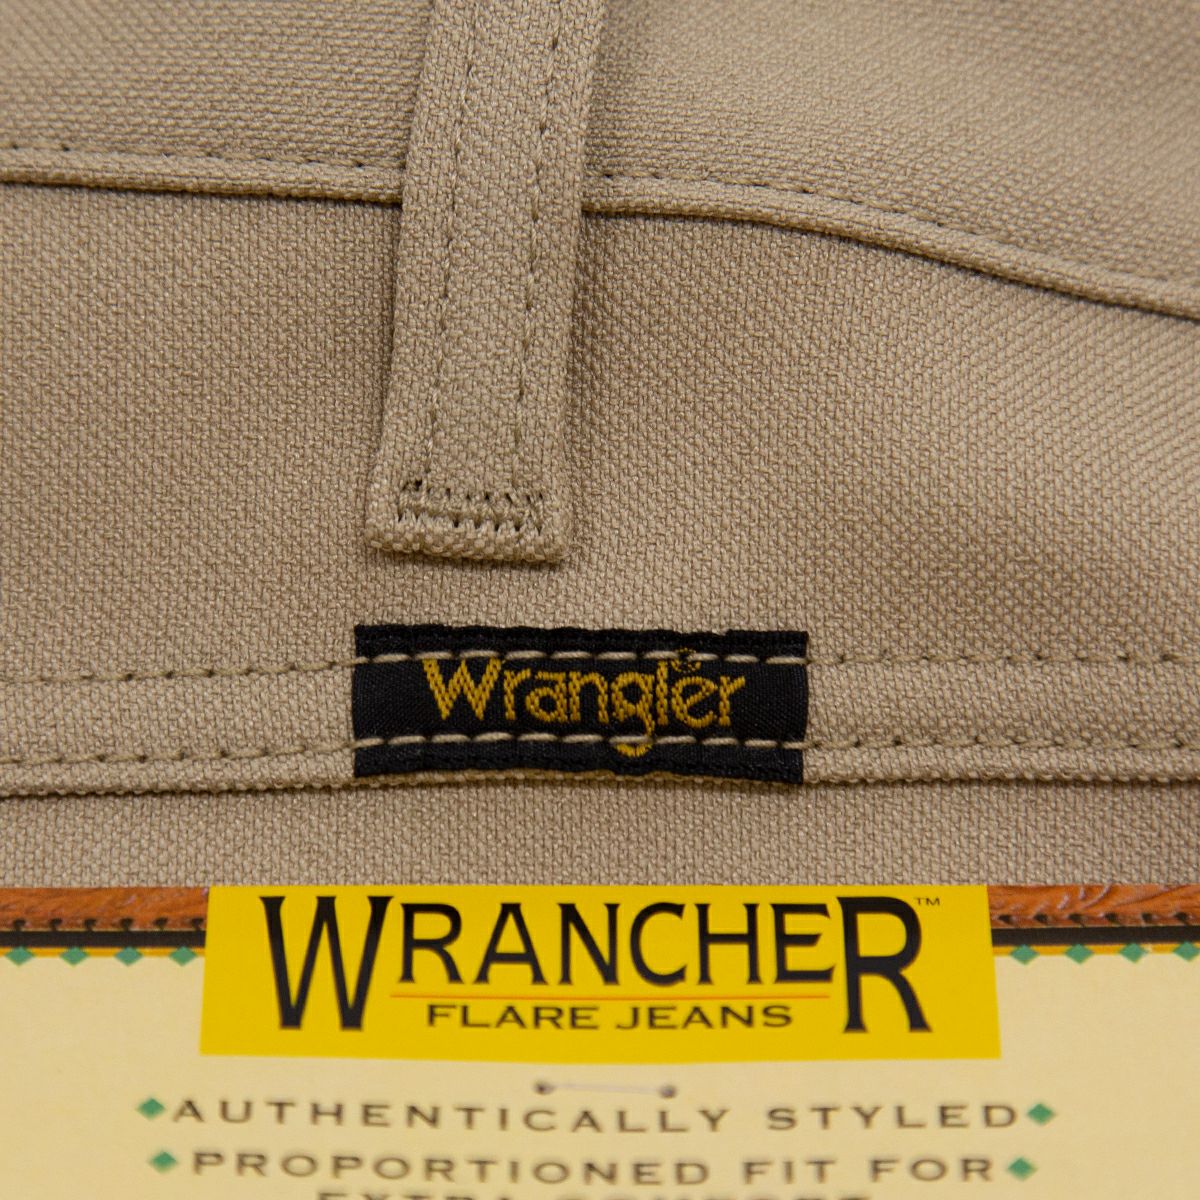 Wrangler
WRANCHER™
FLARE JEANS
AUTHENTICALLY STYLED
PROPORTIONED FIT FOR